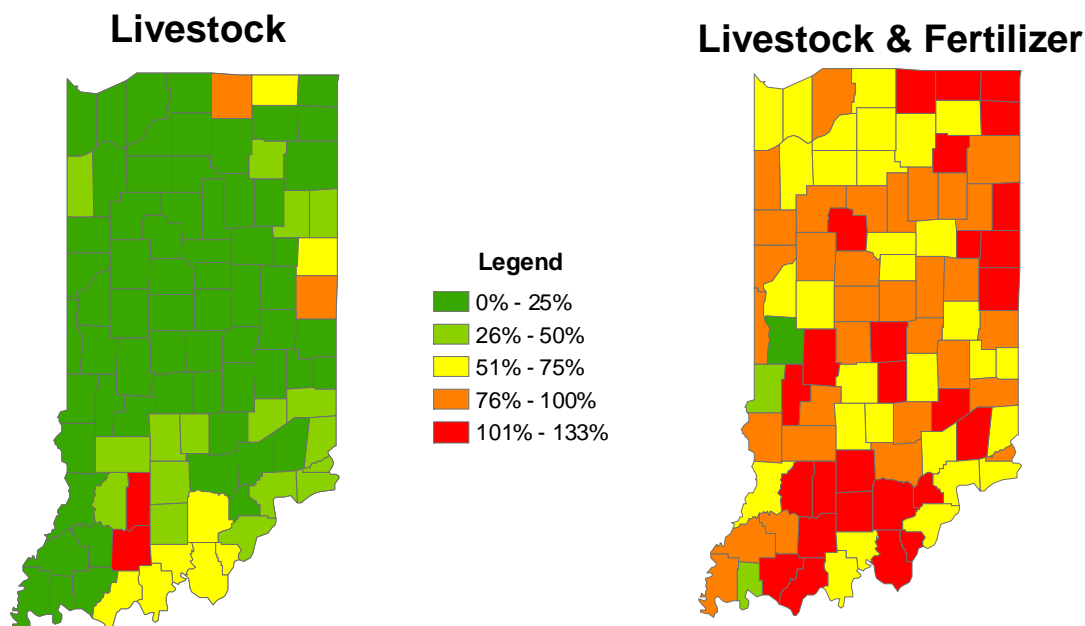 Livestock
Livestock & Fertilizer
Legend
0% - 25%
26% - 50%
51% - 75%
76% - 100%
101% - 133%